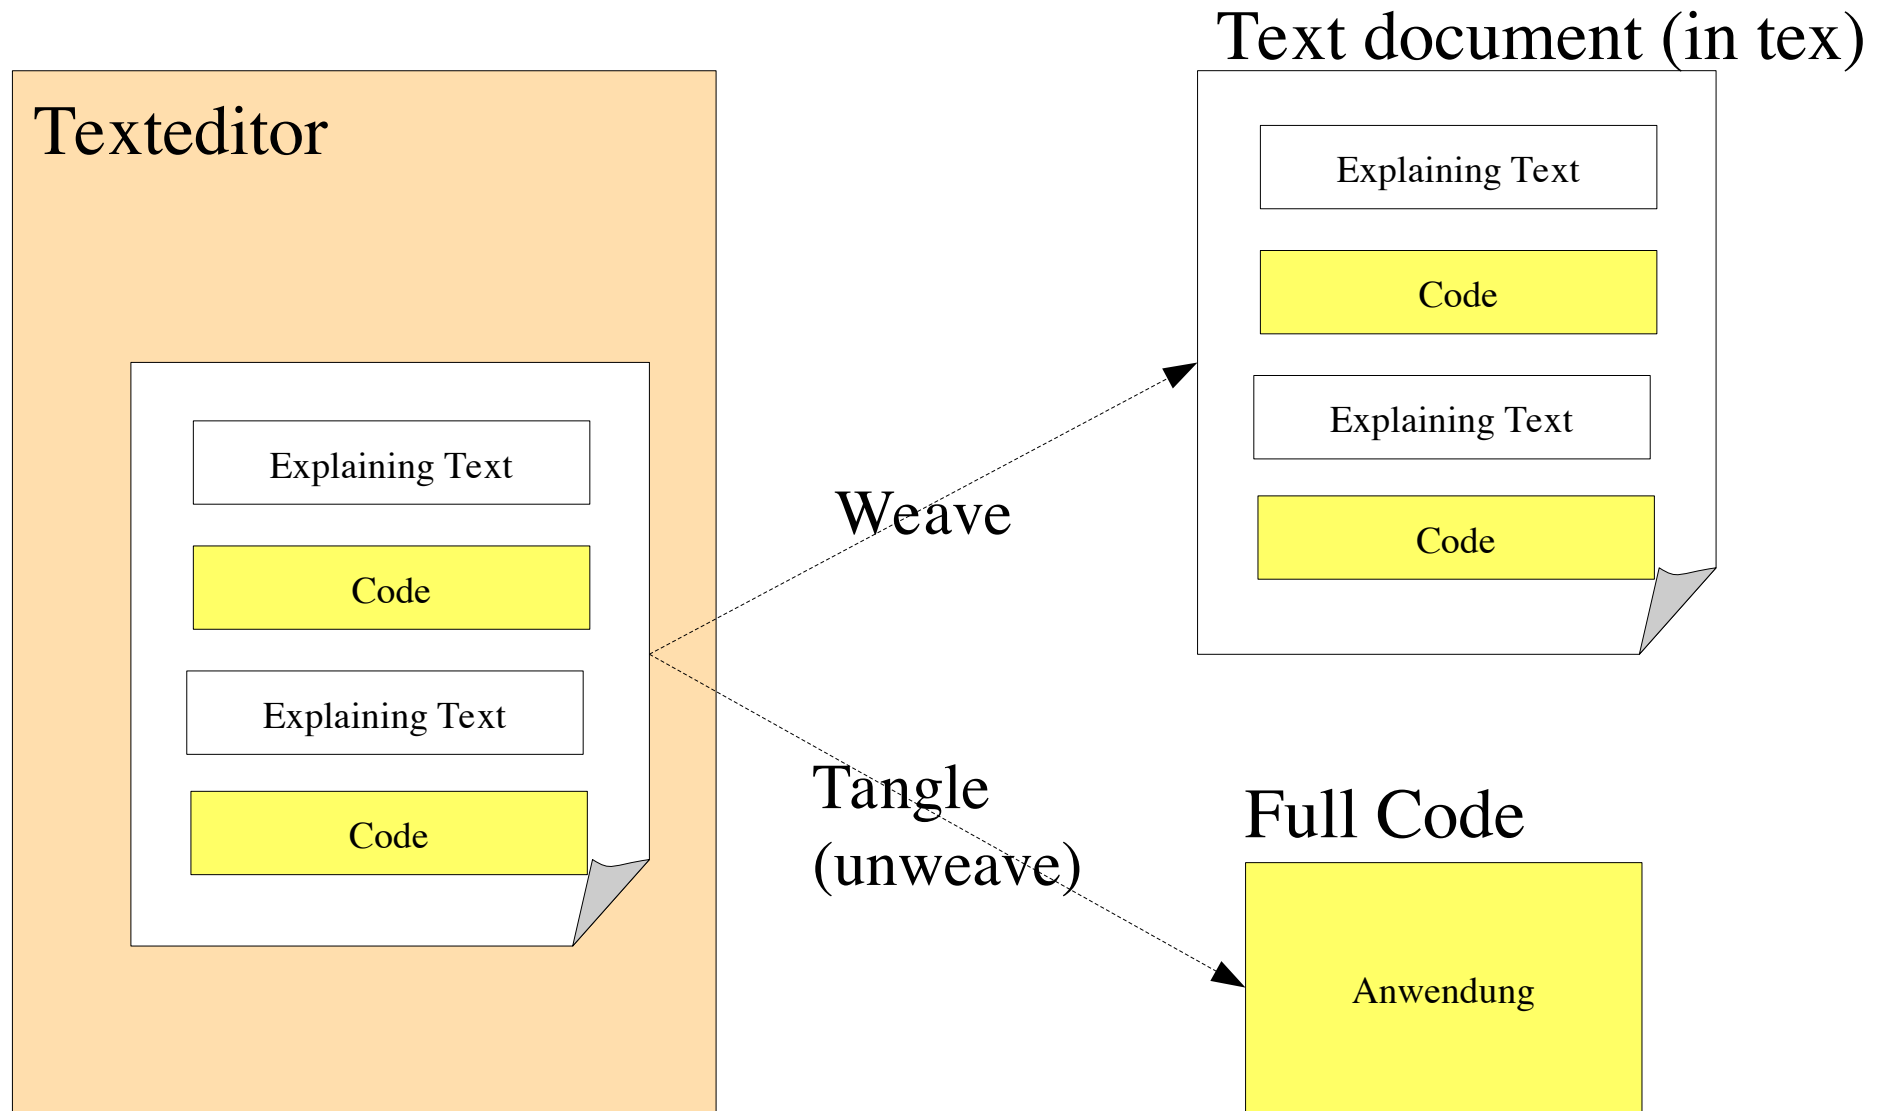 Texteditor
Explaining Text
Code
Explaining Text
Code
Weave
Tangle
(unweave)
Text document (in tex)
Explaining Text
Code
Explaining Text
Code
Full Code
Anwendung